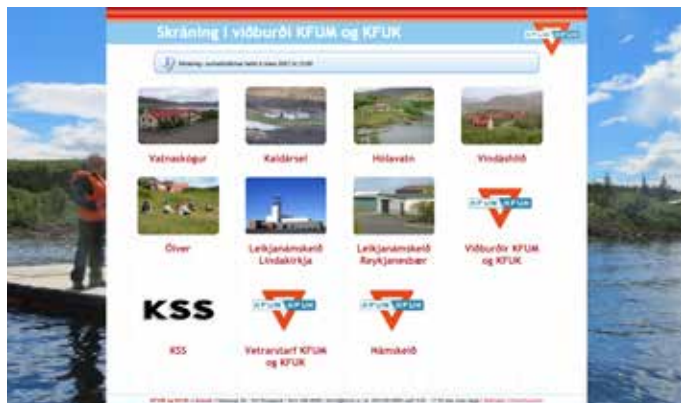 Skráning í viðburði KFUM og KFUK
KFUM KFUK
Vatnaskógur
Kaldársel
Hólavatn
Vindáshlíð
Ölver
Leikjanámskeið
Lindakirkja
Leikjanámskeið
Reykjanesbær
KFUM KFUK
Viðburðir KFUM
og KFUK
KSS
KSS
KFUM KFUK
Vetrarstarf KFUM
og KFUK
KFUM KFUK
Námskeið